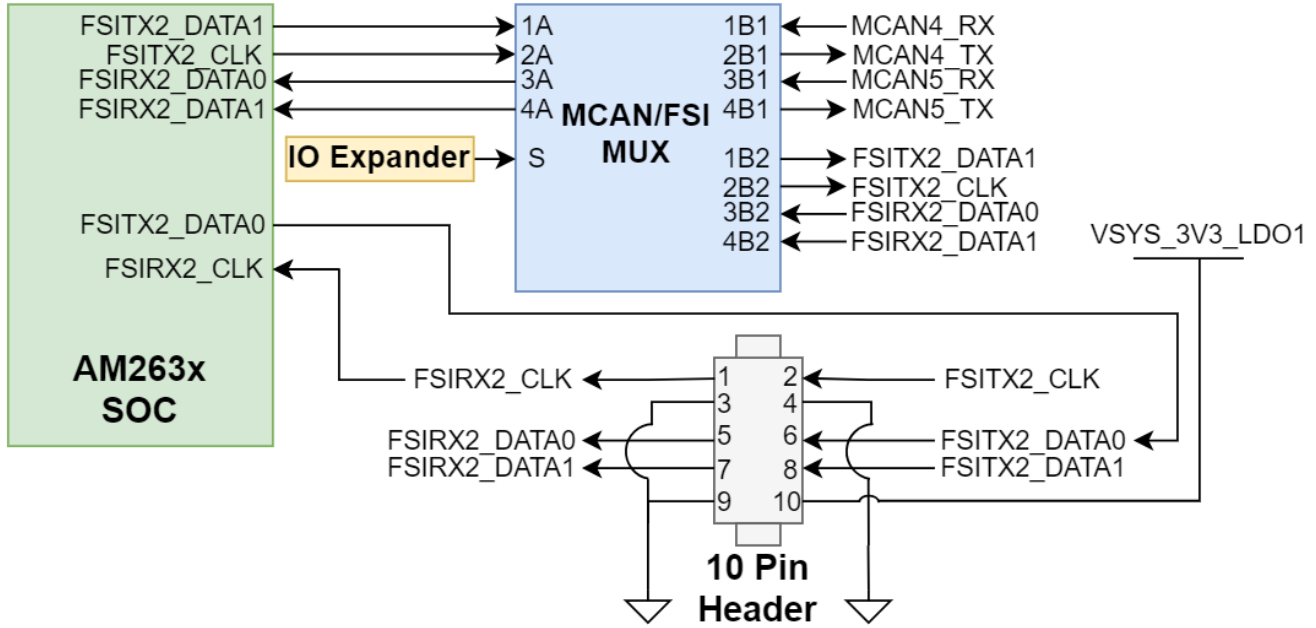 FSITX2_DATA1
FSITX2_CLK
FSIRX2_DATA0
FSIRX2_DATA1
FSITX2_DATA0
FSIRX2_CLK
AM263x
SOC
IO Expander
1A
2A
3A
4A
S
MCAN/FSI
MUX
1B1
2B1
3B1
4B1
1B2
2B2
3B2
4B2
MCAN4_RX
MCAN4_TX
MCAN5_RX
MCAN5_TX
FSITX2_DATA1
FSITX2_CLK
FSIRX2_DATA0
FSIRX2_DATA1
VSYS_3V3_LDO1
FSIRX2_CLK
1 2
FSITX2_CLK
3 4
FSIRX2_DATA0
5 6
FSITX2_DATA0
FSIRX2_DATA1
7 8
FSITX2_DATA1
9 10
10 Pin
Header